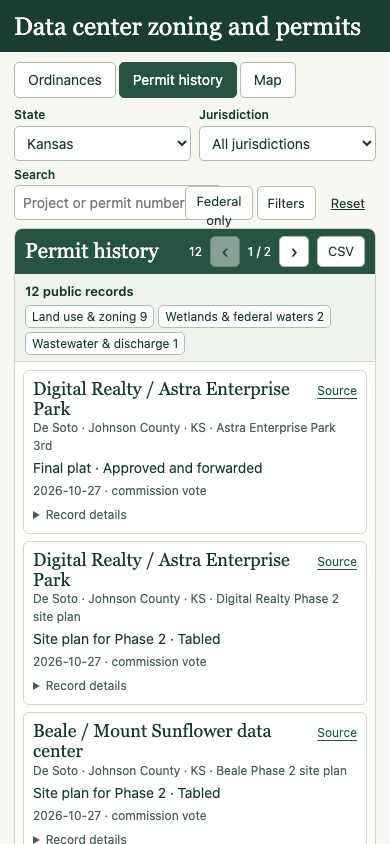 Data center zoning and permits
Ordinances
Permit history
Map
State
Jurisdiction
Kansas
All jurisdictions
Search
Project or permit number
Federal
only
Filters
Reset
Permit history
12
‹
1 / 2
›
CSV
12 public records
Land use & zoning 9
Wetlands & federal waters 2
Wastewater & discharge 1
Digital Realty / Astra Enterprise
Park
Source
De Soto · Johnson County · KS · Astra Enterprise Park
3rd
Final plat · Approved and forwarded
2026-10-27 · commission vote
Record details
Digital Realty / Astra Enterprise
Park
Source
De Soto · Johnson County · KS · Digital Realty Phase 2
site plan
Site plan for Phase 2 · Tabled
2026-10-27 · commission vote
Record details
Beale / Mount Sunflower data
center
Source
De Soto · Johnson County · KS · Beale Phase 2 site plan
Site plan for Phase 2 · Tabled
2026-10-27 · commission vote
Record details